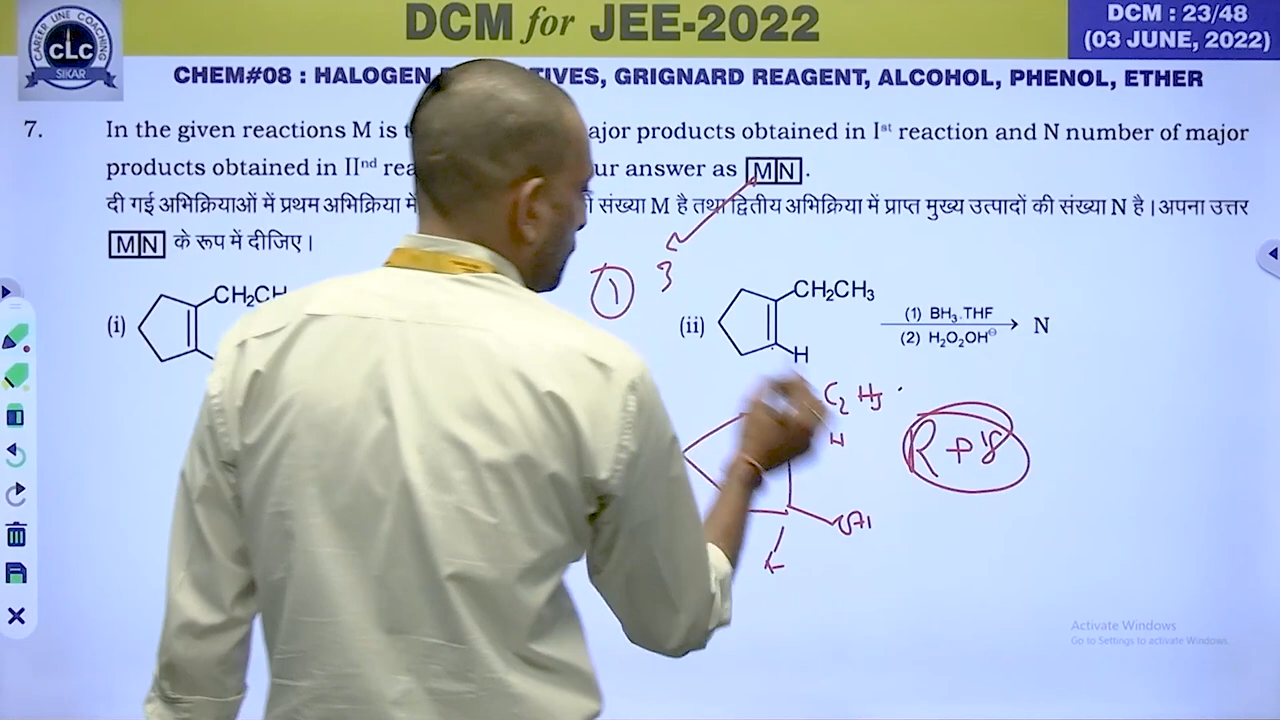 DCM for JEE-2022
DCM : 23/48
(03 JUNE, 2022)
CAREER LINE COACHING
CLC
SIKAR
CHEM#08 : HALOGEN TIVES, GRIGNARD REAGENT, ALCOHOL, PHENOL, ETHER
7. In the given reactions M is ajor products obtained in Ist reaction and N number of major
products obtained in IInd rea ur answer as MN.
दी गई अभिक्रियाओं में प्रथम अभिक्रिया में संख्या M है तथा द्वितीय अभिक्रिया में प्राप्त मुख्य उत्पादों की संख्या N है। अपना उत्तर
MN के रूप में दीजिए।
1 3
(i) CH2CH
(ii) CH2CH3
H
(1) BH3.THF
(2) H2O2OH⊖
N
C2H5
H
R + S
OH
Activate Windows
Go to Settings to activate Windows.